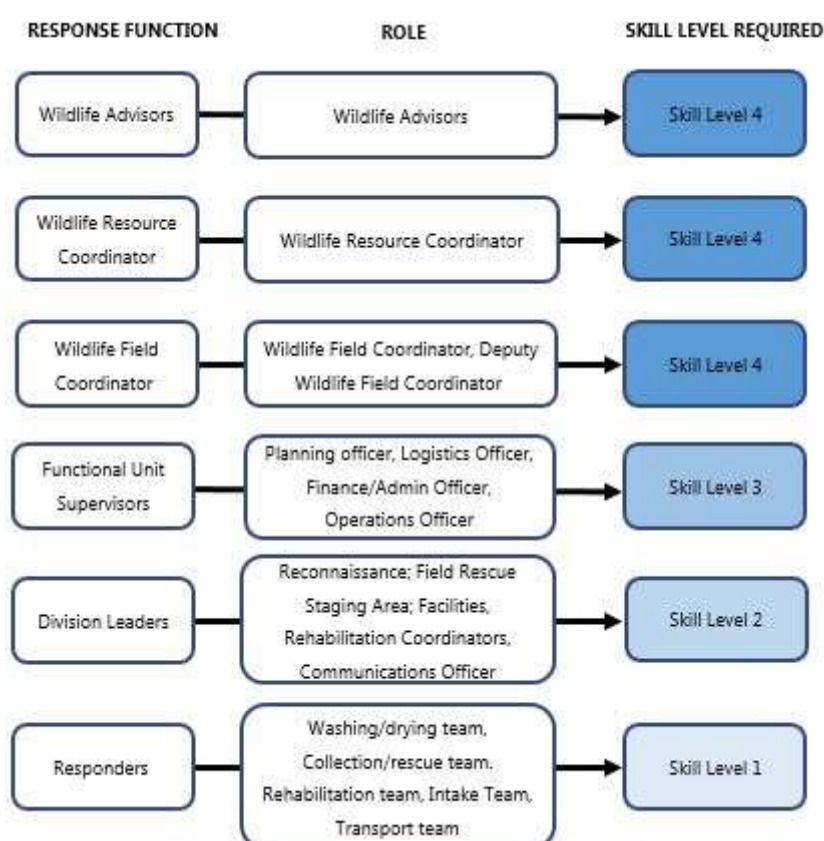 RESPONSE FUNCTION
ROLE
SKILL LEVEL REQUIRED
Wildlife Advisors
Wildlife Advisors
Skill Level 4
Wildlife Resource
Coordinator
Wildlife Resource Coordinator
Skill Level 4
Wildlife Field
Coordinator
Wildlife Field Coordinator, Deputy
Wildlife Field Coordinator
Skill Level 4
Functional Unit
Supervisors
Planning officer, Logistics Officer,
Finance/Admin Officer,
Operations Officer
Skill Level 3
Division Leaders
Reconnaissance; Field Rescue
Staging Area; Facilities,
Rehabilitation Coordinators,
Communications Officer
Skill Level 2
Responders
Washing/drying team,
Collection/rescue team.
Rehabilitation team, Intake Team,
Transport team
Skill Level 1